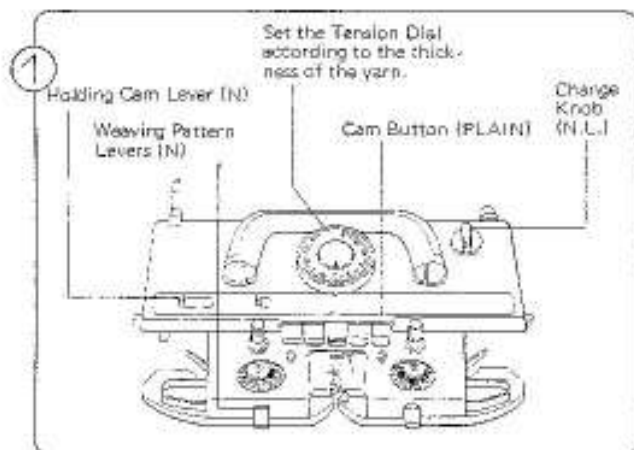 1
Set the Tension Dial
according to the thick-
ness of the yarn.
Holding Cam Lever (N)
Change
Knob
(N.L.)
Weaving Pattern
Levers (N)
Cam Button (PLAIN)